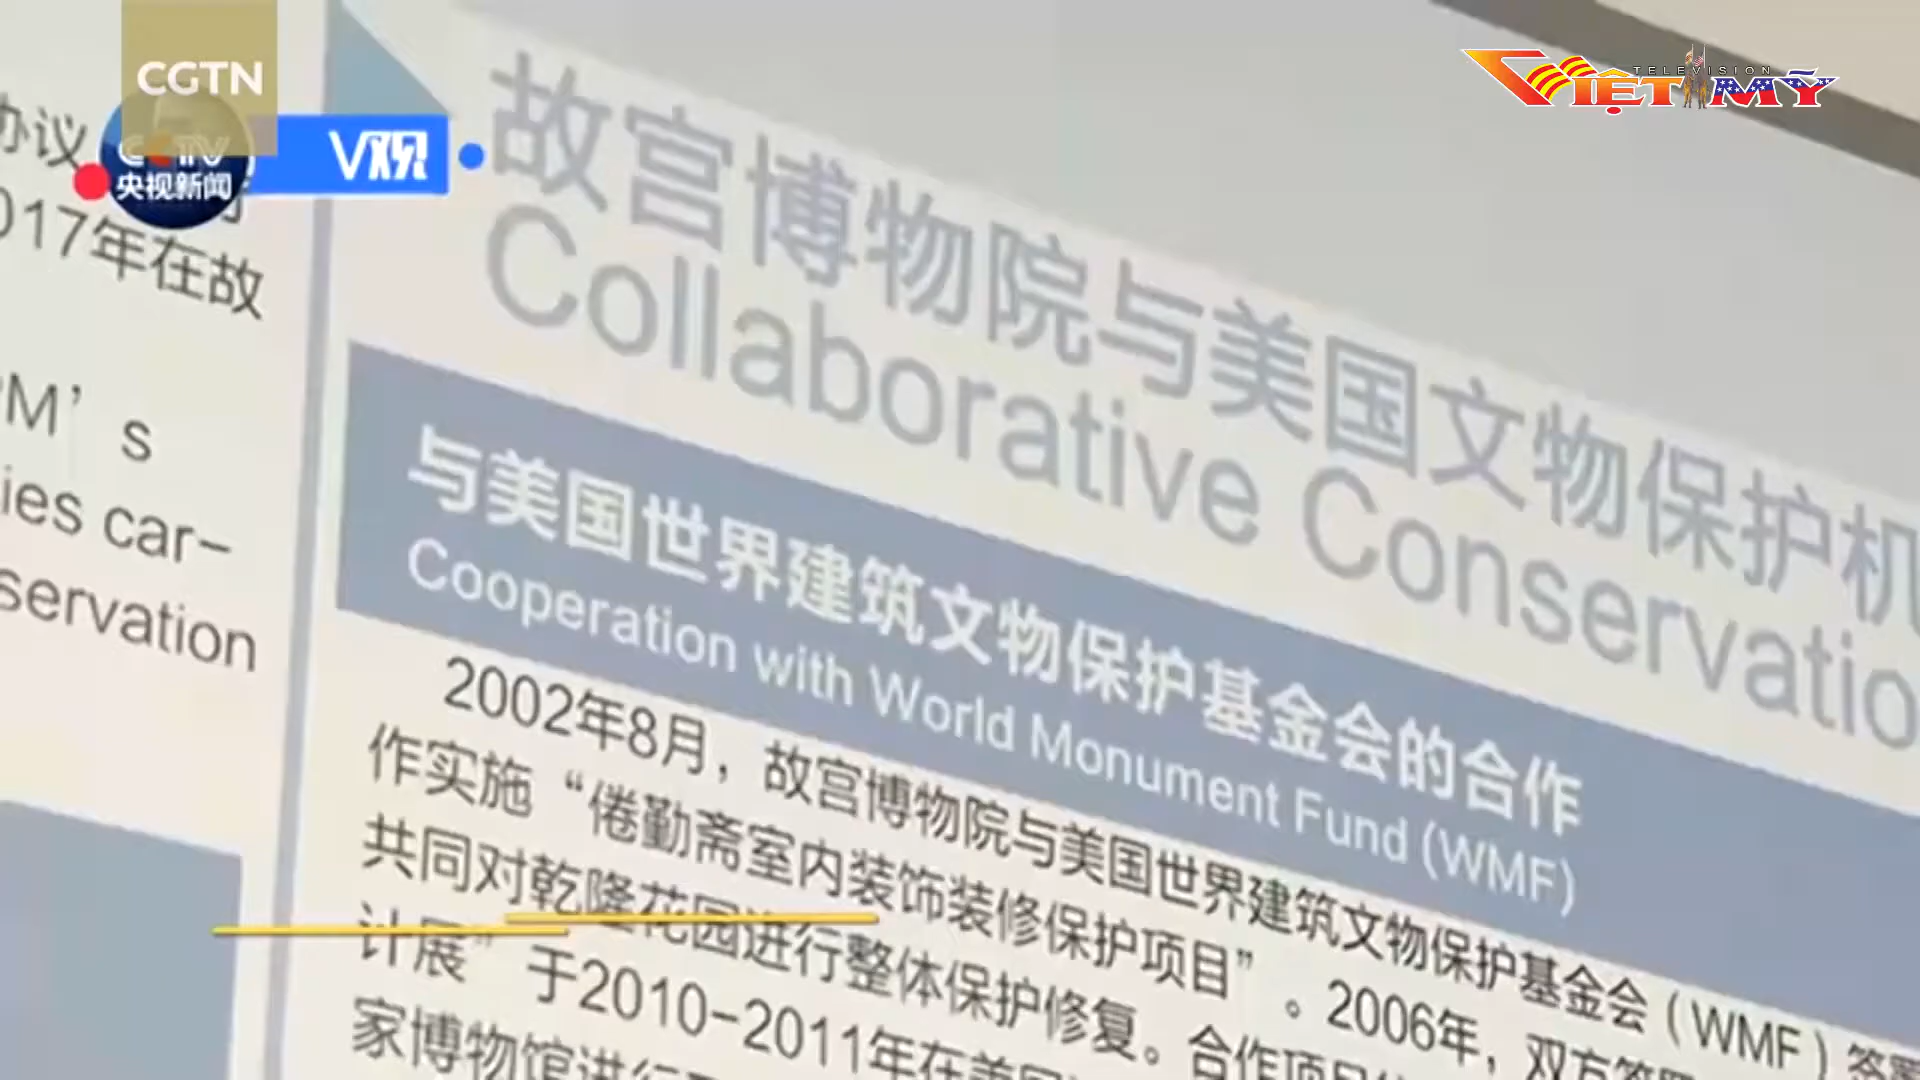 CGTN
CCTV
央视新闻
V观
TELEVISION
VIỆT MỸ
协议
017年在故
PM’s
ies car-
servation
故宫博物院与美国文物保护机
Collaborative Conservatio
与美国世界建筑文物保护基金会的合作
Cooperation with World Monument Fund (WMF)
2002年8月，故宫博物院与美国世界建筑文物保护基金会（WMF）签署
作实施“倦勤斋室内装饰装修保护项目”。2006年，双方签署
共同对乾隆花园进行整体保护修复。合作项目
计展”于2010-2011年在美国
家博物馆进行